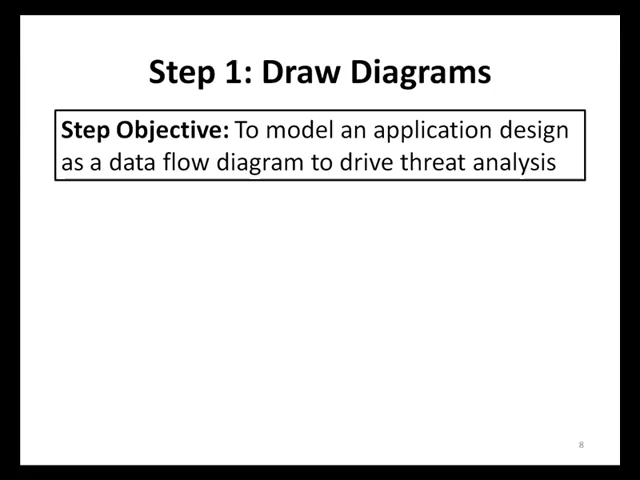 Step 1: Draw Diagrams
Step Objective: To model an application design
as a data flow diagram to drive threat analysis
8